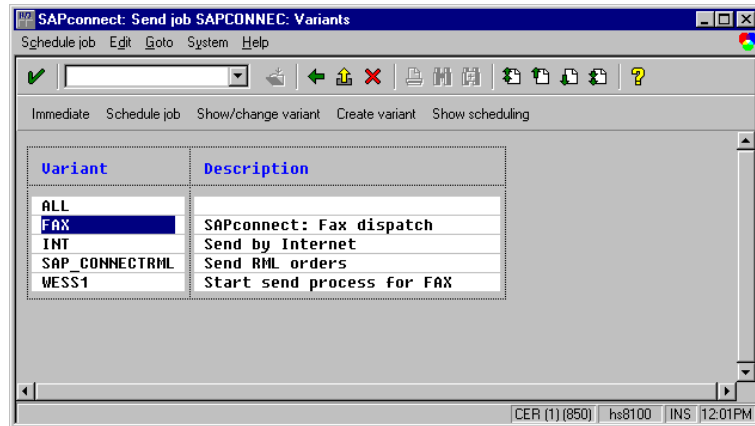 SAPconnect: Send job SAPCONNEC: Variants
Schedule job Edit Goto System Help
Immediate Schedule job Show/change variant Create variant Show scheduling
Variant Description
ALL
FAX SAPconnect: Fax dispatch
INT Send by Internet
SAP_CONNECTRML Send RML orders
WESS1 Start send process for FAX
CER (1) (850) hs8100 INS 12:01PM